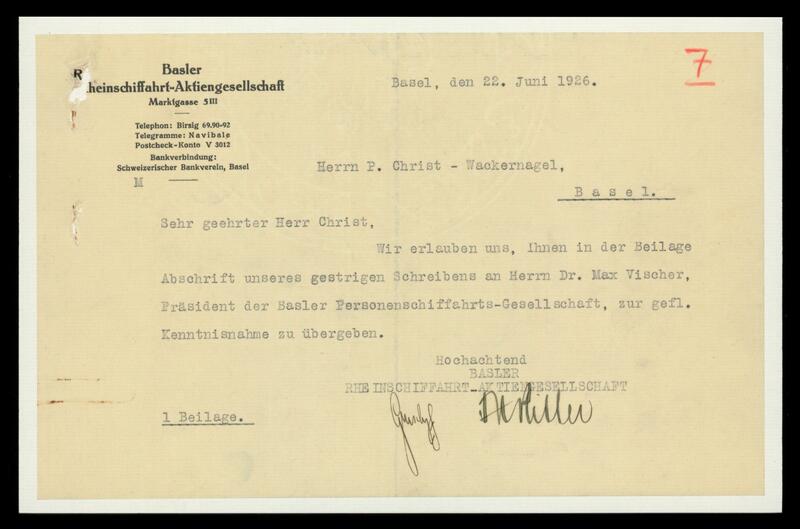 Basler
Rheinschiffahrt-Aktiengesellschaft
Marktgasse 5 III
Telephon: Birsig 69.90-92
Telegramme: Navibale
Postcheck-Konto V 3012
Bankverbindung:
Schweizerischer Bankverein, Basel
M
Basel, den 22. Juni 1926.
7
Herrn P. Christ - Wackernagel,
B a s e l.
Sehr geehrter Herr Christ,
Wir erlauben uns, Ihnen in der Beilage
Abschrift unseres gestrigen Schreibens an Herrn Dr. Max Vischer,
Präsident der Basler Personenschiffahrts-Gesellschaft, zur gefl.
Kenntnisnahme zu übergeben.
Hochachtend
BASLER
RHEINSCHIFFAHRT-AKTIENGESELLSCHAFT
1 Beilage.